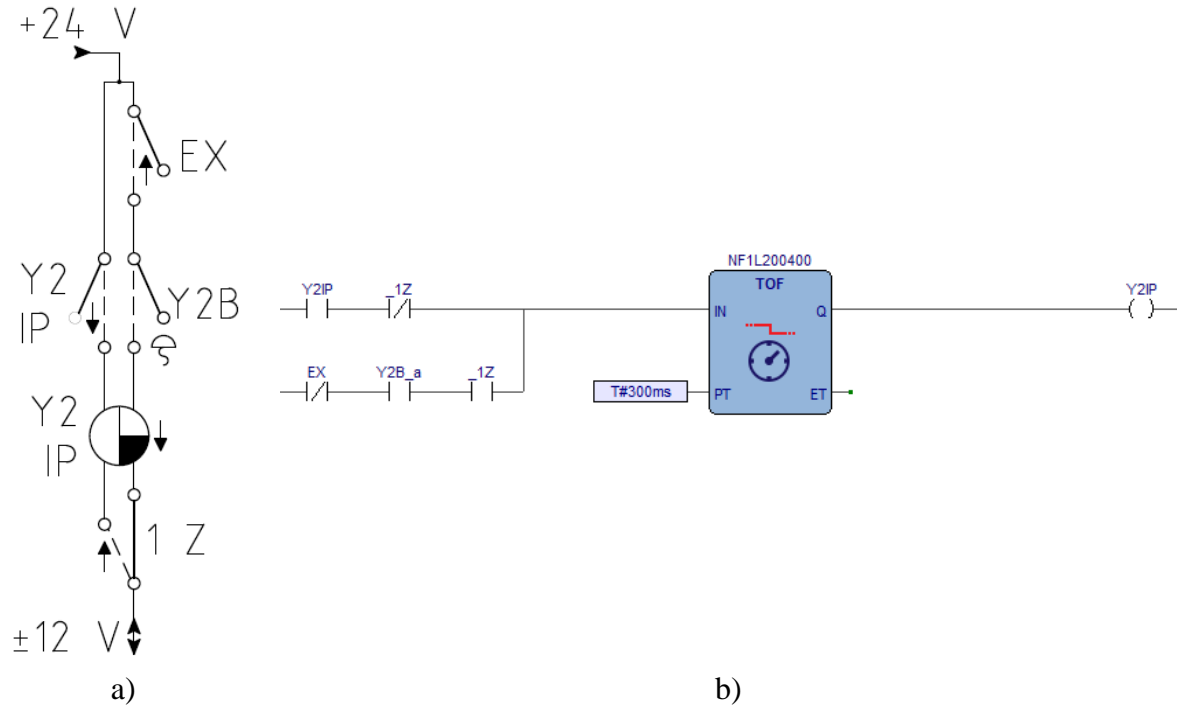 +24 V
EX
Y2
IP
Y2B
Y2
IP
1 Z
±12 V
a)
NF1L200400
TOF
Y2IP
_1Z
Y2IP
IN
Q
EX
Y2B_a
_1Z
T#300ms
PT
ET
b)